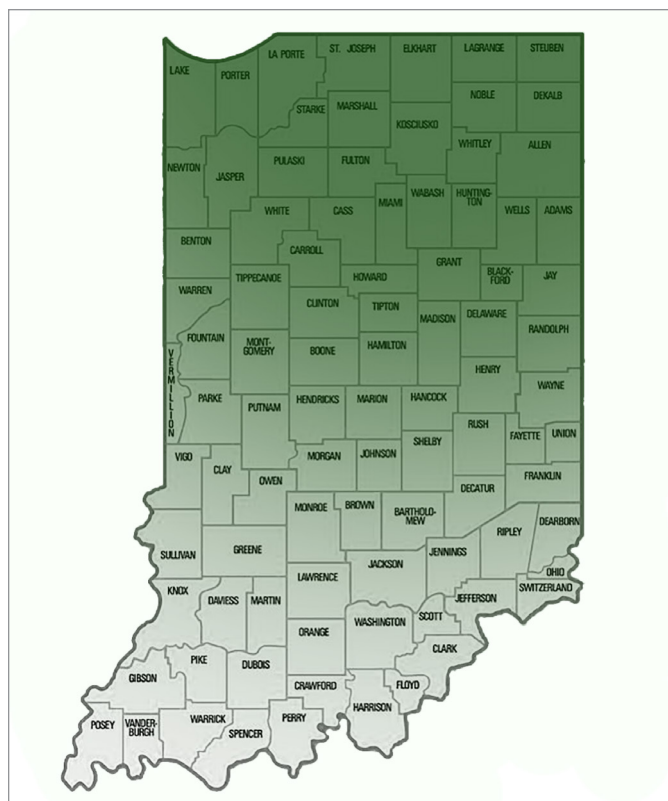 LAKE
PORTER
LA PORTE
ST. JOSEPH
ELKHART
LAGRANGE
STEUBEN
STARKE
MARSHALL
KOSCIUSKO
NOBLE
DEKALB
NEWTON
JASPER
PULASKI
FULTON
WHITLEY
ALLEN
WHITE
CASS
MIAMI
WABASH
HUNTING-
TON
WELLS
ADAMS
BENTON
CARROLL
TIPPECANOE
HOWARD
GRANT
BLACK-
FORD
JAY
WARREN
CLINTON
TIPTON
MADISON
DELAWARE
RANDOLPH
FOUNTAIN
MONT-
GOMERY
BOONE
HAMILTON
HENRY
WAYNE
VERMILLION
PARKE
PUTNAM
HENDRICKS
MARION
HANCOCK
RUSH
FAYETTE
UNION
VIGO
CLAY
OWEN
MORGAN
JOHNSON
SHELBY
DECATUR
FRANKLIN
SULLIVAN
GREENE
MONROE
BROWN
BARTHOLO-
MEW
JENNINGS
RIPLEY
DEARBORN
OHIO
SWITZERLAND
KNOX
DAVIESS
MARTIN
LAWRENCE
JACKSON
JEFFERSON
SCOTT
WASHINGTON
ORANGE
CLARK
GIBSON
PIKE
DUBOIS
CRAWFORD
FLOYD
HARRISON
POSEY
VANDER-
BURGH
WARRICK
SPENCER
PERRY